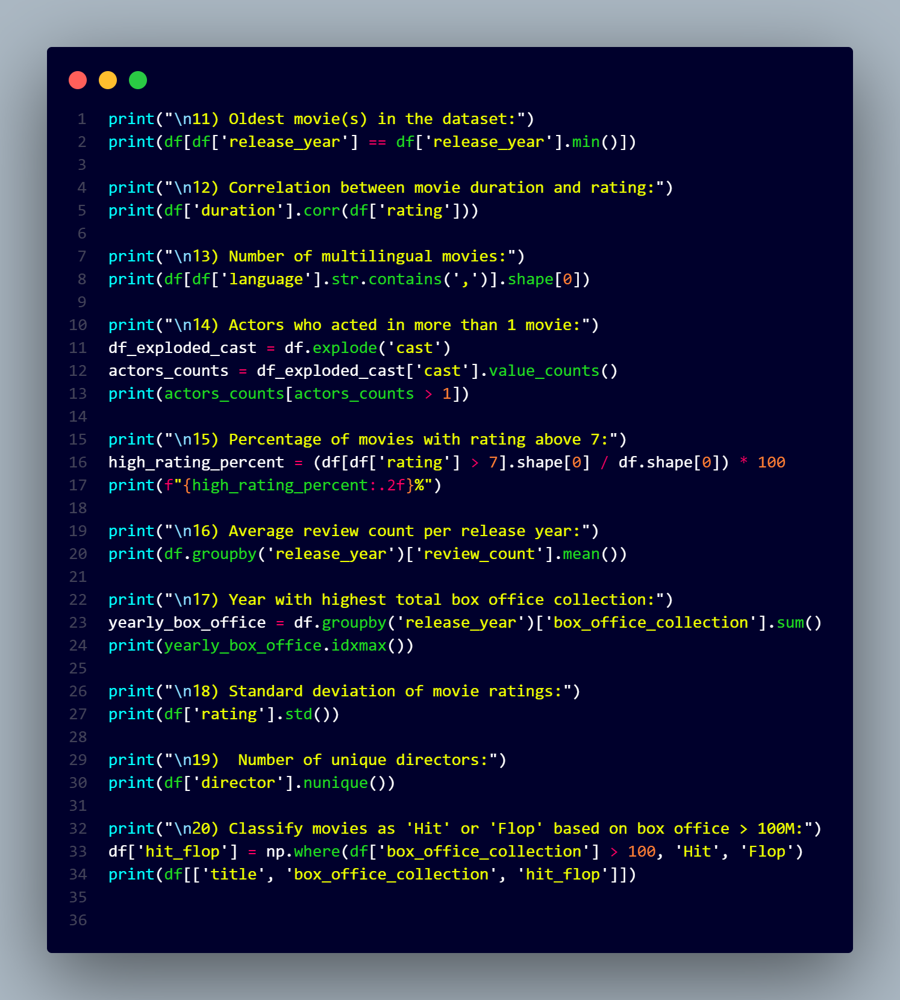 1 print("\n11) Oldest movie(s) in the dataset:")
2 print(df[df['release_year'] == df['release_year'].min()])
3
4 print("\n12) Correlation between movie duration and rating:")
5 print(df['duration'].corr(df['rating']))
6
7 print("\n13) Number of multilingual movies:")
8 print(df[df['language'].str.contains(',')].shape[0])
9
10 print("\n14) Actors who acted in more than 1 movie:")
11 df_exploded_cast = df.explode('cast')
12 actors_counts = df_exploded_cast['cast'].value_counts()
13 print(actors_counts[actors_counts > 1])
14
15 print("\n15) Percentage of movies with rating above 7:")
16 high_rating_percent = (df[df['rating'] > 7].shape[0] / df.shape[0]) * 100
17 print(f"{high_rating_percent:.2f}%")
18
19 print("\n16) Average review count per release year:")
20 print(df.groupby('release_year')['review_count'].mean())
21
22 print("\n17) Year with highest total box office collection:")
23 yearly_box_office = df.groupby('release_year')['box_office_collection'].sum()
24 print(yearly_box_office.idxmax())
25
26 print("\n18) Standard deviation of movie ratings:")
27 print(df['rating'].std())
28
29 print("\n19)  Number of unique directors:")
30 print(df['director'].nunique())
31
32 print("\n20) Classify movies as 'Hit' or 'Flop' based on box office > 100M:")
33 df['hit_flop'] = np.where(df['box_office_collection'] > 100, 'Hit', 'Flop')
34 print(df[['title', 'box_office_collection', 'hit_flop']])
35
36